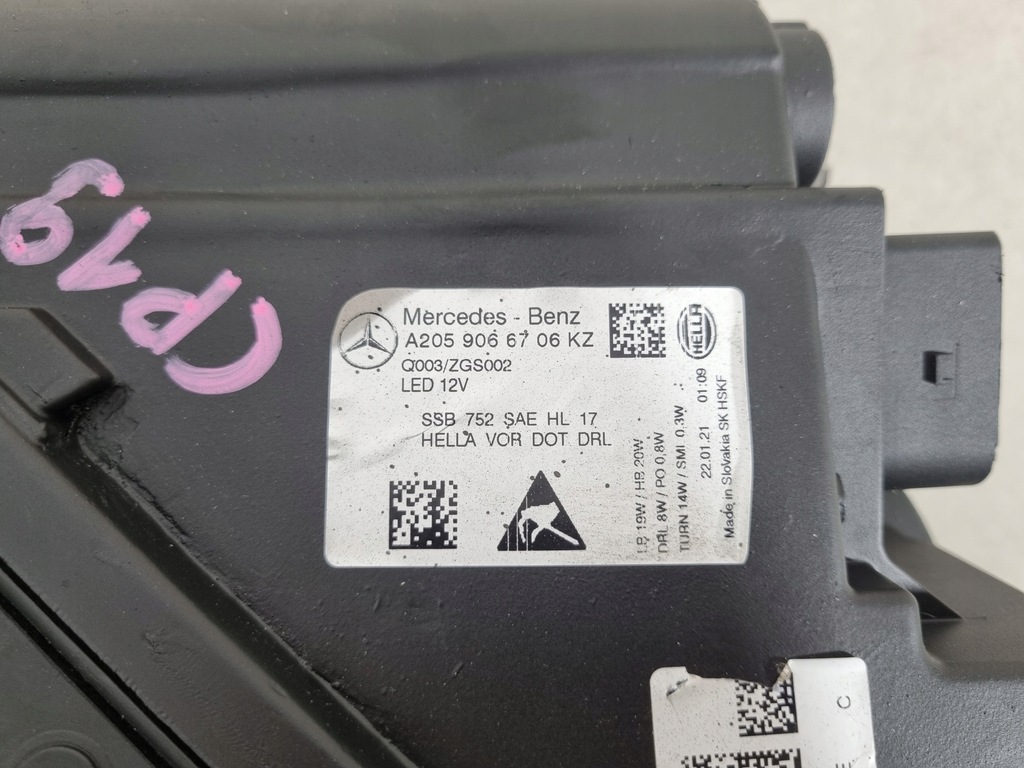 Mercedes - Benz
A205 906 67 06 KZ
Q003/ZGS002
LED 12V
SSB 752 SAE HL 17
HELLA VOR DOT DRL
HELLA
LB 19W / HB 20W
DRL 8W / PO 0,8W
TURN 14W / SMI 0,3W
22.01.21 01:09
Made in Slovakia SK HSKF
C